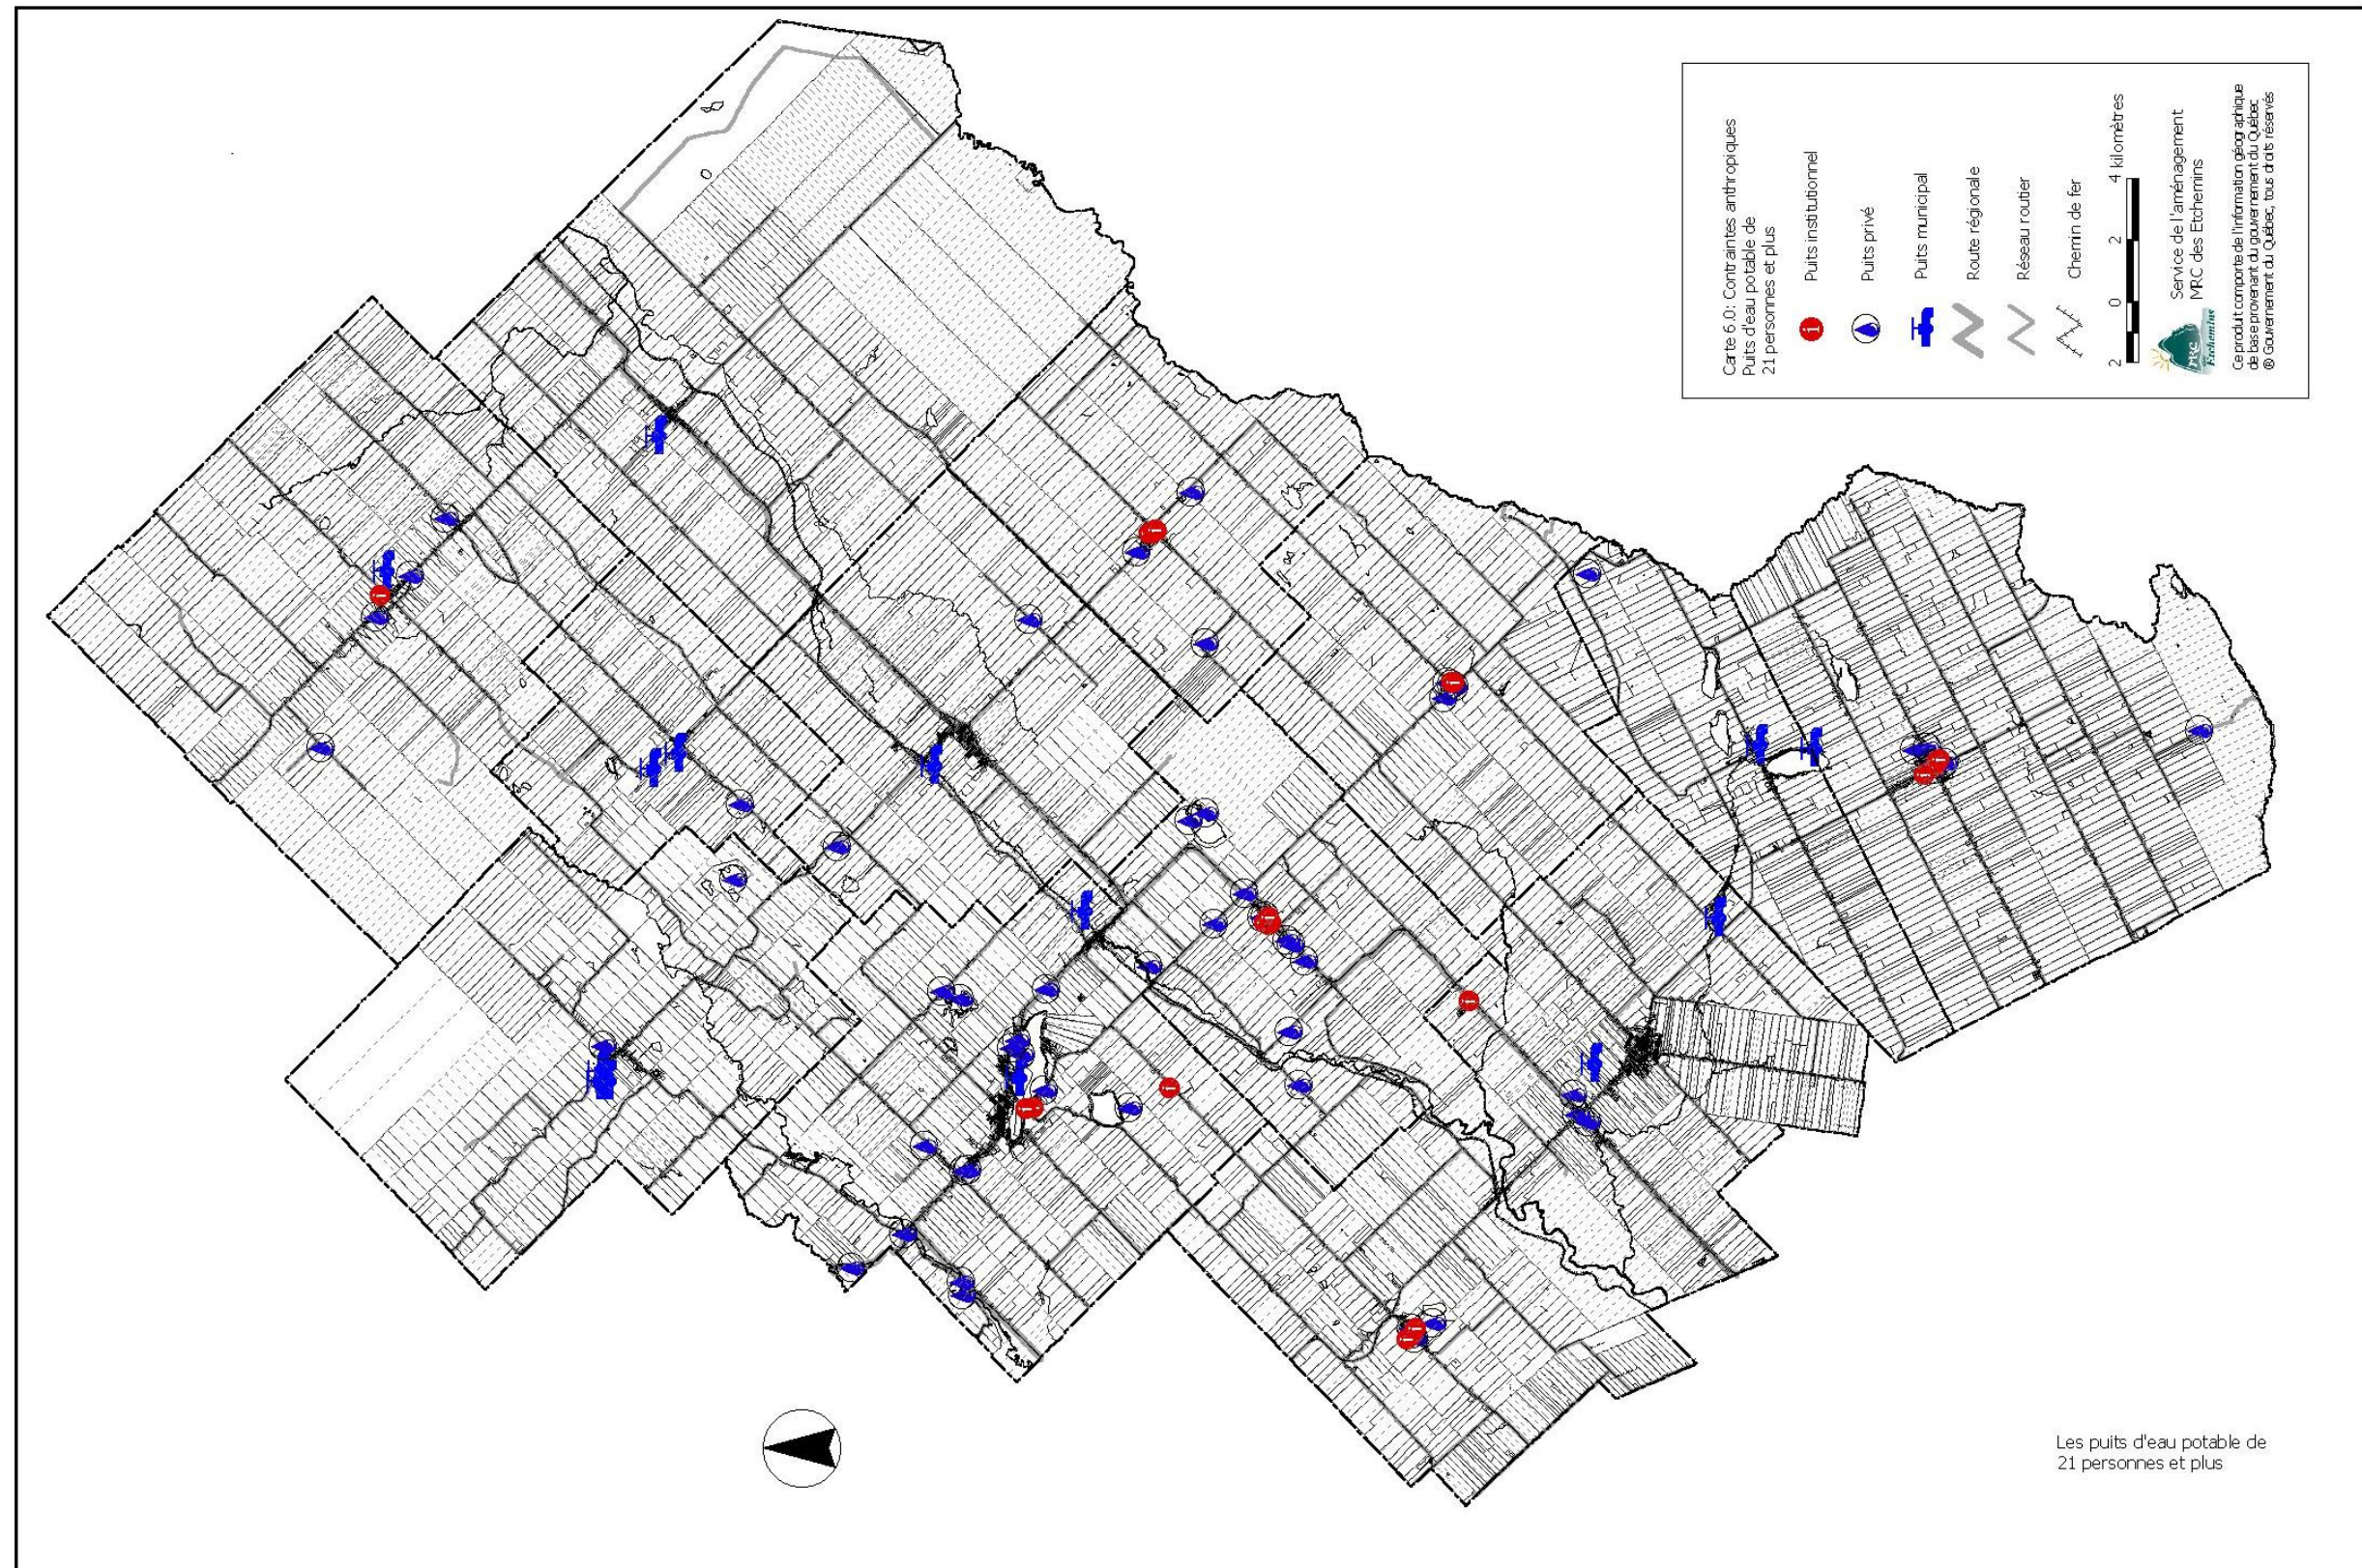 Carte 6.0: Contraintes anthropiques
Puits d'eau potable de
21 personnes et plus
Puits institutionnel
Puits privé
Puits municipal
Route régionale
Réseau routier
Chemin de fer
2 0 2 4 kilomètres
MRC
Etchemins
Service de l'aménagement
MRC des Etchemins
Ce produit comporte de l'information géographique
de base provenant du gouvernement du Québec
® Gouvernement du Québec, tous droits réservés
Les puits d'eau potable de
21 personnes et plus